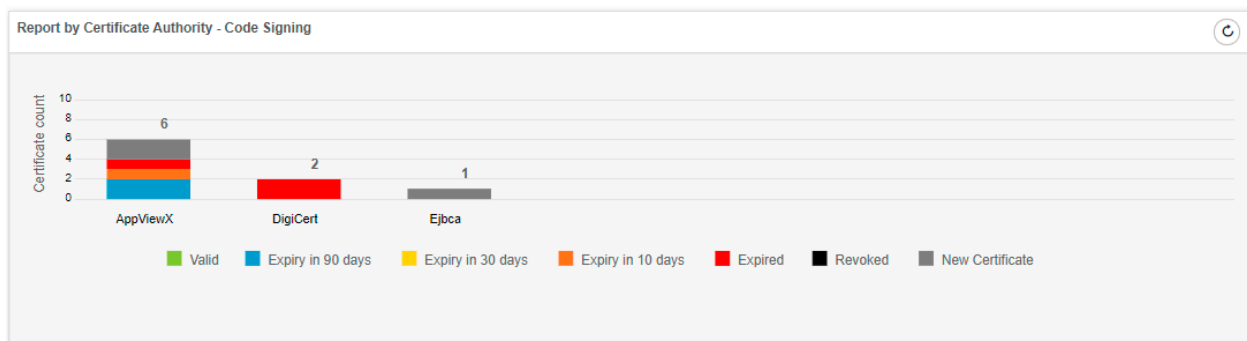 Report by Certificate Authority - Code Signing
Certificate count
10
8
6
4
2
0
6
2
1
AppViewX DigiCert Ejbca
Valid Expiry in 90 days Expiry in 30 days Expiry in 10 days Expired Revoked New Certificate